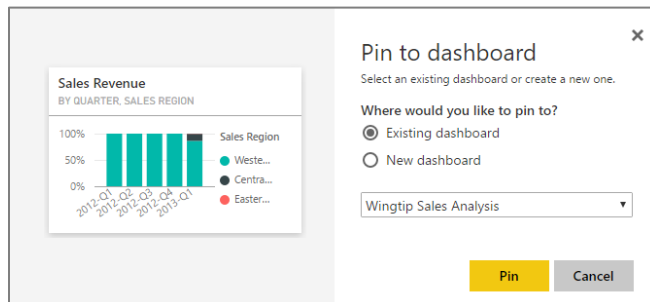 Sales Revenue
BY QUARTER, SALES REGION
100%
50%
0%
2012-Q1
2012-Q2
2012-Q3
2012-Q4
2013-Q1
Sales Region
Weste...
Centra...
Easter...
Pin to dashboard
Select an existing dashboard or create a new one.
Where would you like to pin to?
Existing dashboard
New dashboard
Wingtip Sales Analysis
Pin
Cancel